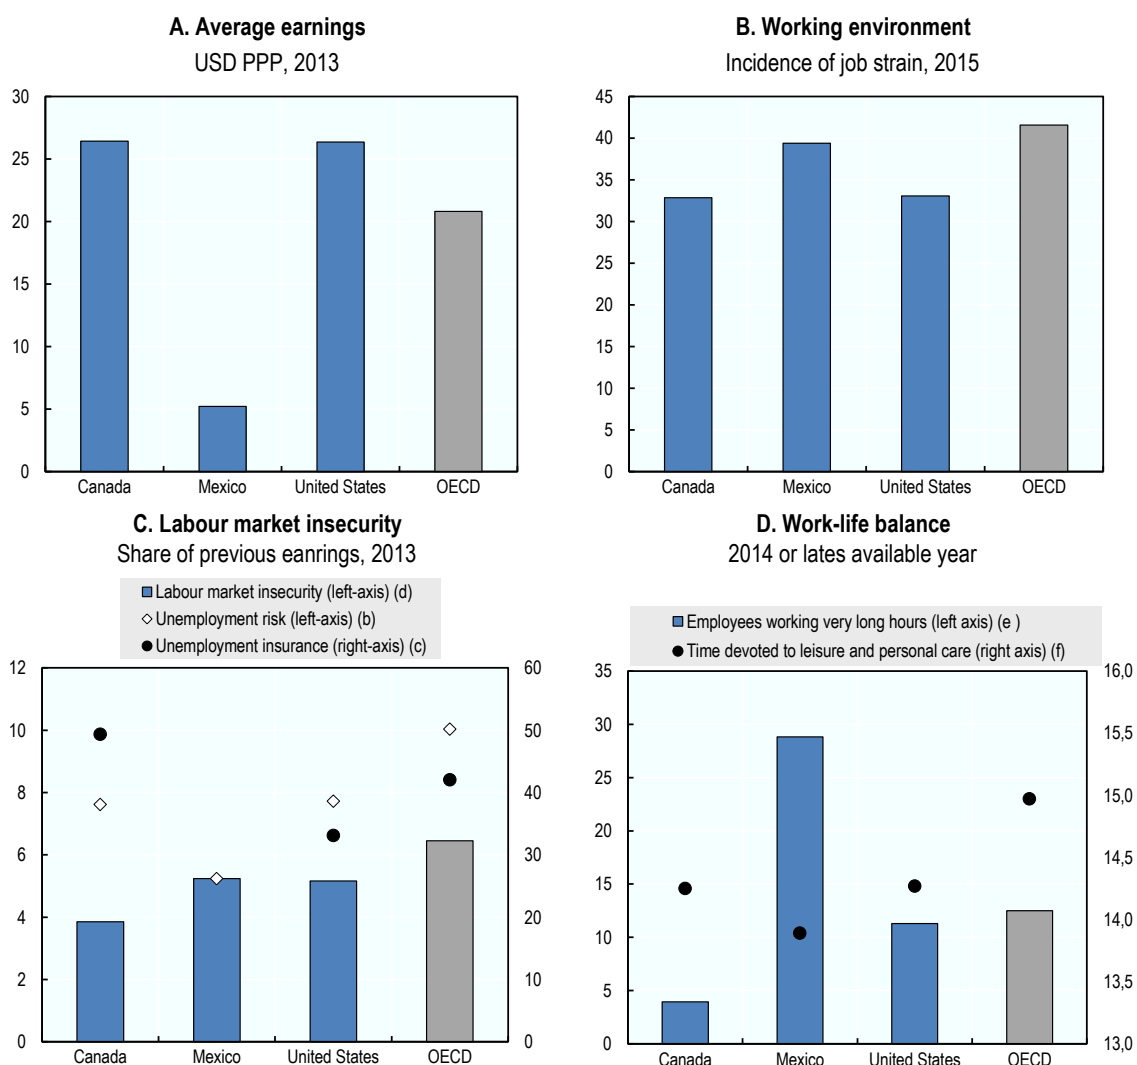 A. Average earnings
USD PPP, 2013
30
25
20
15
10
5
0
Canada Mexico United States OECD
B. Working environment
Incidence of job strain, 2015
45
40
35
30
25
20
15
10
5
0
Canada Mexico United States OECD
C. Labour market insecurity
Share of previous eanrings, 2013
Labour market insecurity (left-axis) (d)
Unemployment risk (left-axis) (b)
Unemployment insurance (right-axis) (c)
12 60
10 50
8 40
6 30
4 20
2 10
0 0
Canada Mexico United States OECD
D. Work-life balance
2014 or lates available year
Employees working very long hours (left axis) (e )
Time devoted to leisure and personal care (right axis) (f)
35 16,0
30 15,5
25
20 15,0
15 14,5
10 14,0
5 13,5
0 13,0
Canada Mexico United States OECD